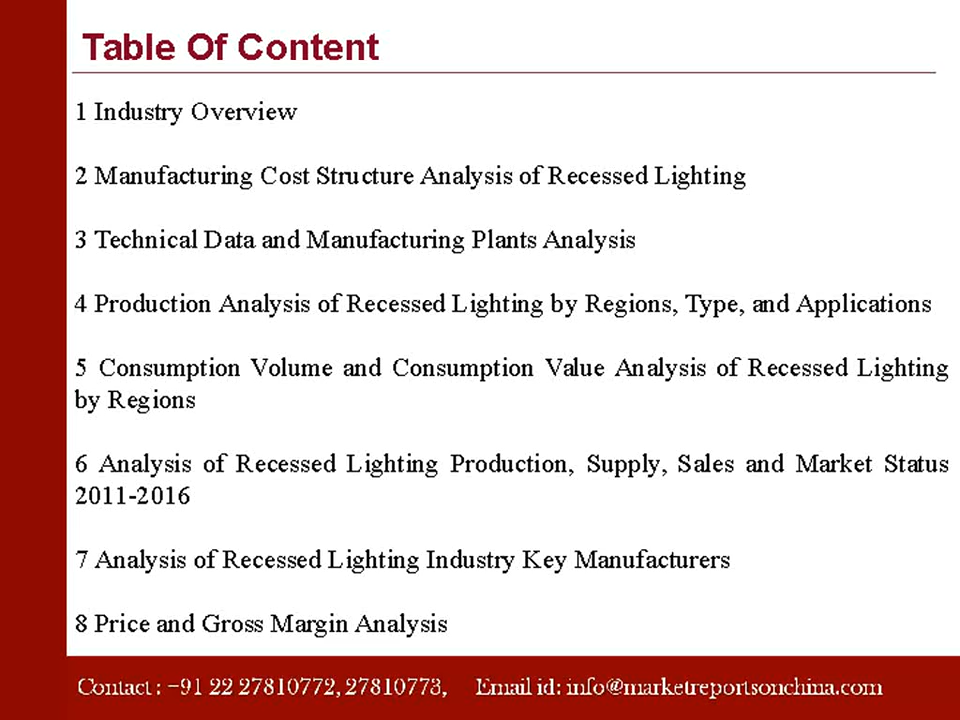 Table Of Content
1 Industry Overview
2 Manufacturing Cost Structure Analysis of Recessed Lighting
3 Technical Data and Manufacturing Plants Analysis
4 Production Analysis of Recessed Lighting by Regions, Type, and Applications
5 Consumption Volume and Consumption Value Analysis of Recessed Lighting
by Regions
6 Analysis of Recessed Lighting Production, Supply, Sales and Market Status
2011-2016
7 Analysis of Recessed Lighting Industry Key Manufacturers
8 Price and Gross Margin Analysis
Contact : +91 22 27810772, 27810773, Email id: info@marketreportsonchina.com